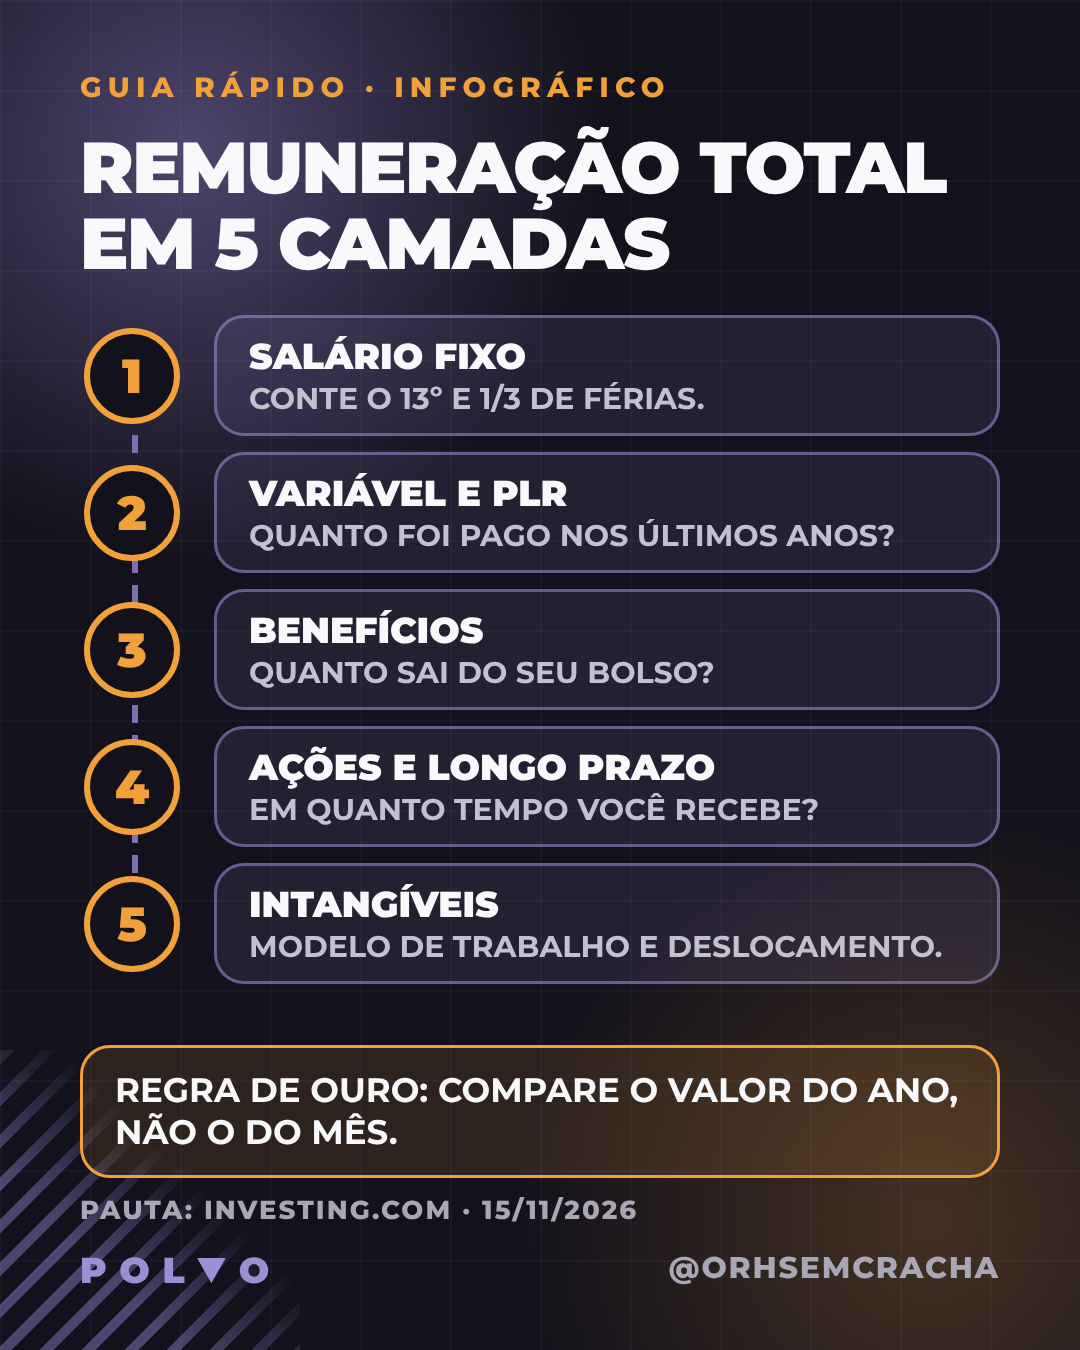 GUIA RÁPIDO · INFOGRÁFICO
REMUNERAÇÃO TOTAL
EM 5 CAMADAS
1
SALÁRIO FIXO
CONTE O 13º E 1/3 DE FÉRIAS.
2
VARIÁVEL E PLR
QUANTO FOI PAGO NOS ÚLTIMOS ANOS?
3
BENEFÍCIOS
QUANTO SAI DO SEU BOLSO?
4
AÇÕES E LONGO PRAZO
EM QUANTO TEMPO VOCÊ RECEBE?
5
INTANGÍVEIS
MODELO DE TRABALHO E DESLOCAMENTO.
REGRA DE OURO: COMPARE O VALOR DO ANO,
NÃO O DO MÊS.
PAUTA: INVESTING.COM · 15/11/2026
POL▼O
@ORHSEMCRACHA